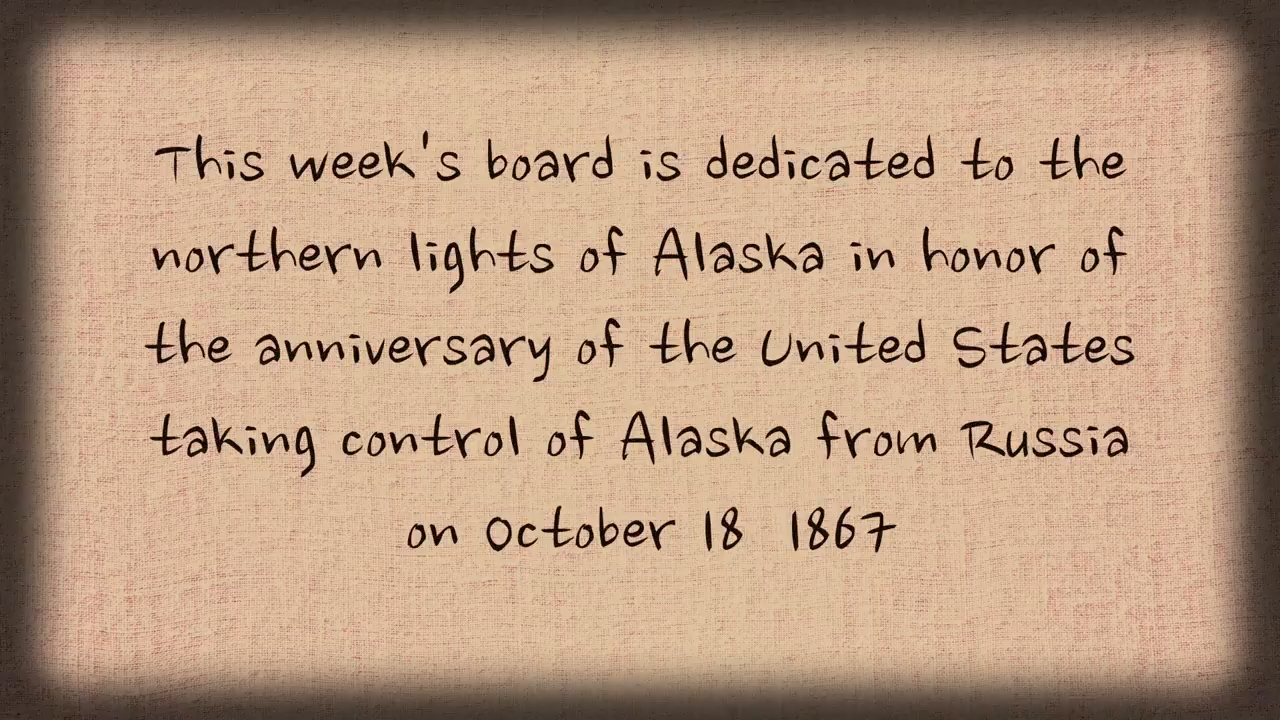 This week's board is dedicated to the
northern lights of Alaska in honor of
the anniversary of the United States
taking control of Alaska from Russia
on October 18 1867